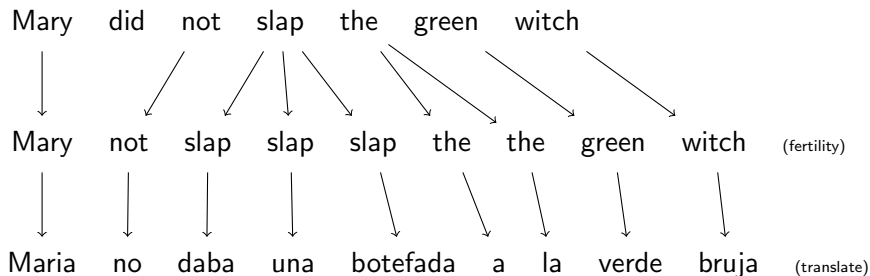 Mary did not slap the green witch
Mary not slap slap slap the the green witch (fertility)
Maria no daba una botefada a la verde bruja (translate)